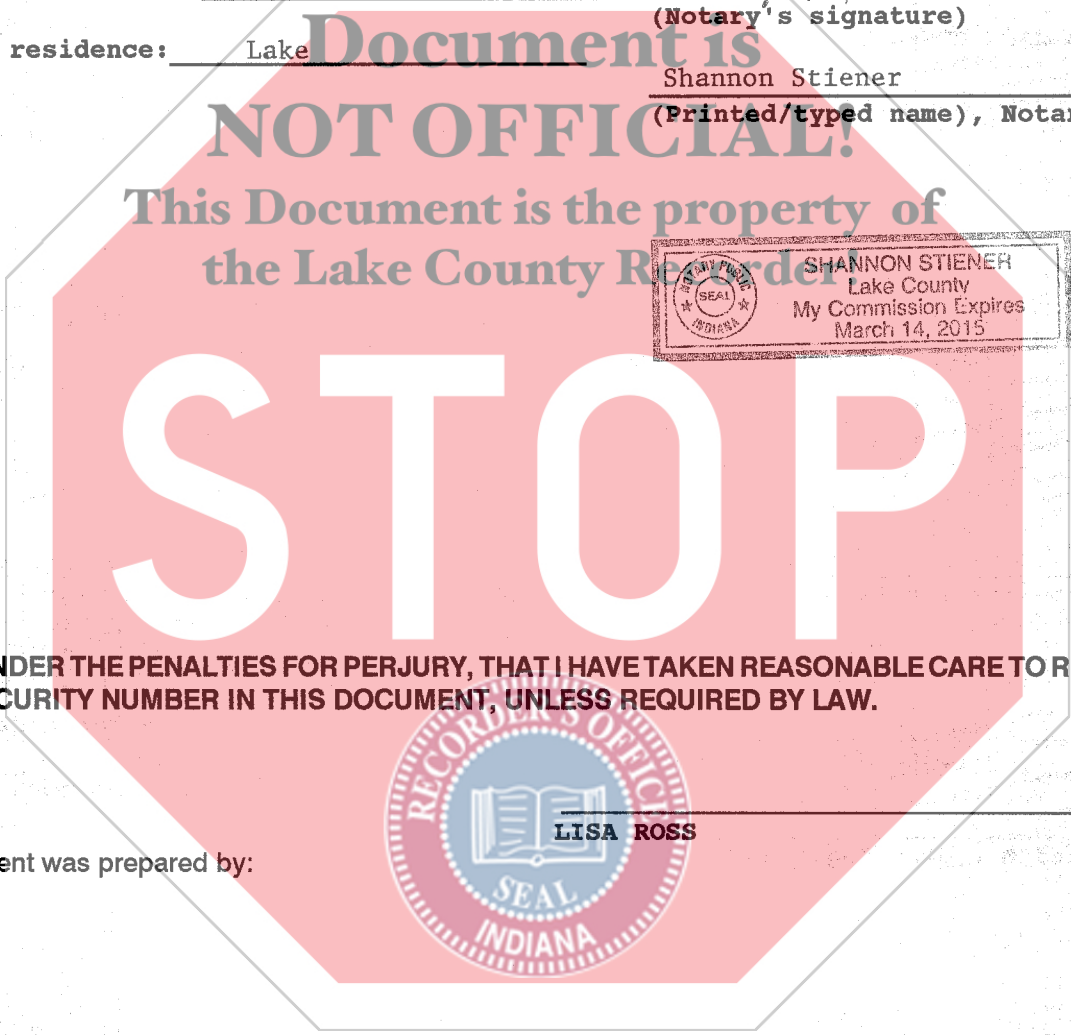 (Notary's signature)
residence: Lake
Document is
Shannon Stiener
NOT OFFICIAL!
(Printed/typed name), Notar
This Document is the property of
the Lake County Recorder!
NOTARY PUBLIC
SEAL
INDIANA
SHANNON STIENER
Lake County
My Commission Expires
March 14, 2015
STOP
NDER THE PENALTIES FOR PERJURY, THAT I HAVE TAKEN REASONABLE CARE TO R
CURITY NUMBER IN THIS DOCUMENT, UNLESS REQUIRED BY LAW.
RECORDER'S OFFICE
SEAL
INDIANA
LISA ROSS
ent was prepared by: